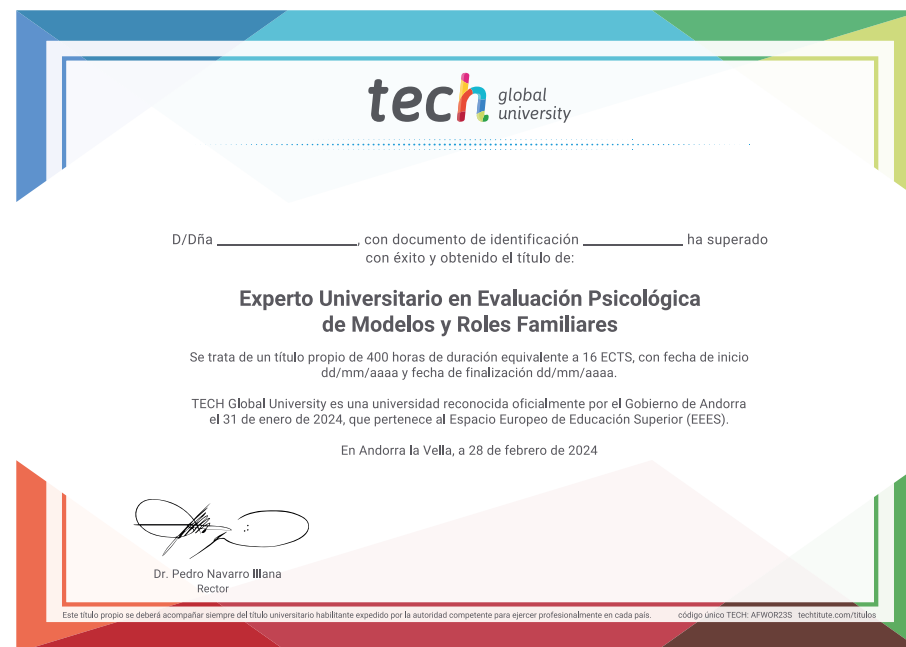 tech global university
D/Dña ______________, con documento de identificación __________ ha superado
con éxito y obtenido el título de:
Experto Universitario en Evaluación Psicológica
de Modelos y Roles Familiares
Se trata de un título propio de 400 horas de duración equivalente a 16 ECTS, con fecha de inicio
dd/mm/aaaa y fecha de finalización dd/mm/aaaa.
TECH Global University es una universidad reconocida oficialmente por el Gobierno de Andorra
el 31 de enero de 2024, que pertenece al Espacio Europeo de Educación Superior (EEES).
En Andorra la Vella, a 28 de febrero de 2024
Dr. Pedro Navarro Illana
Rector
Este título propio se deberá acompañar siempre del título universitario habilitante expedido por la autoridad competente para ejercer profesionalmente en cada país. código único TECH: AFWOR23S techtitute.com/titulos